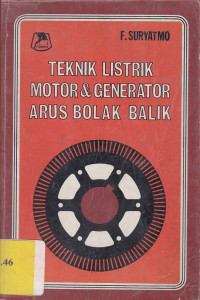 F. SURYATMO
TEKNIK LISTRIK
MOTOR & GENERATOR
ARUS BOLAK BALIK
.46